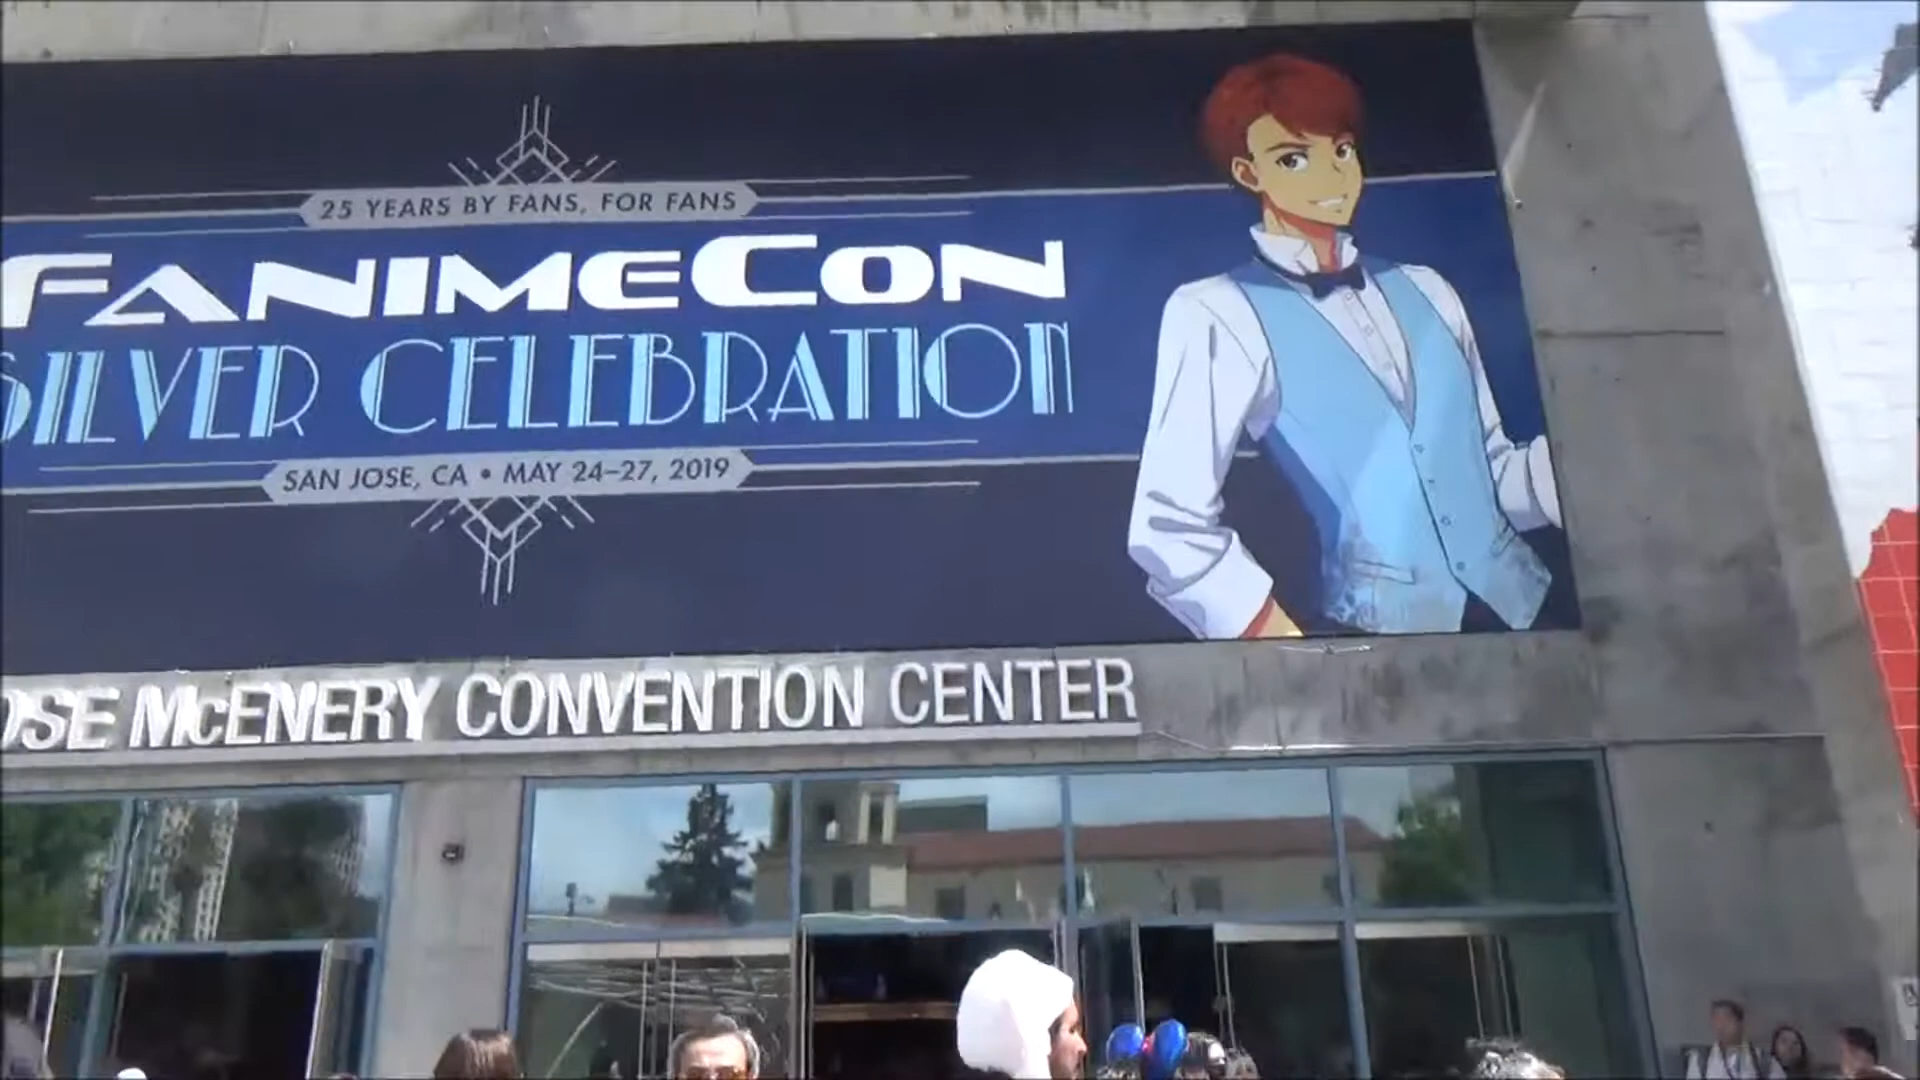 25 YEARS BY FANS, FOR FANS
FANIMECON
SILVER CELEBRATION
SAN JOSE, CA • MAY 24–27, 2019
OSE McENERY CONVENTION CENTER